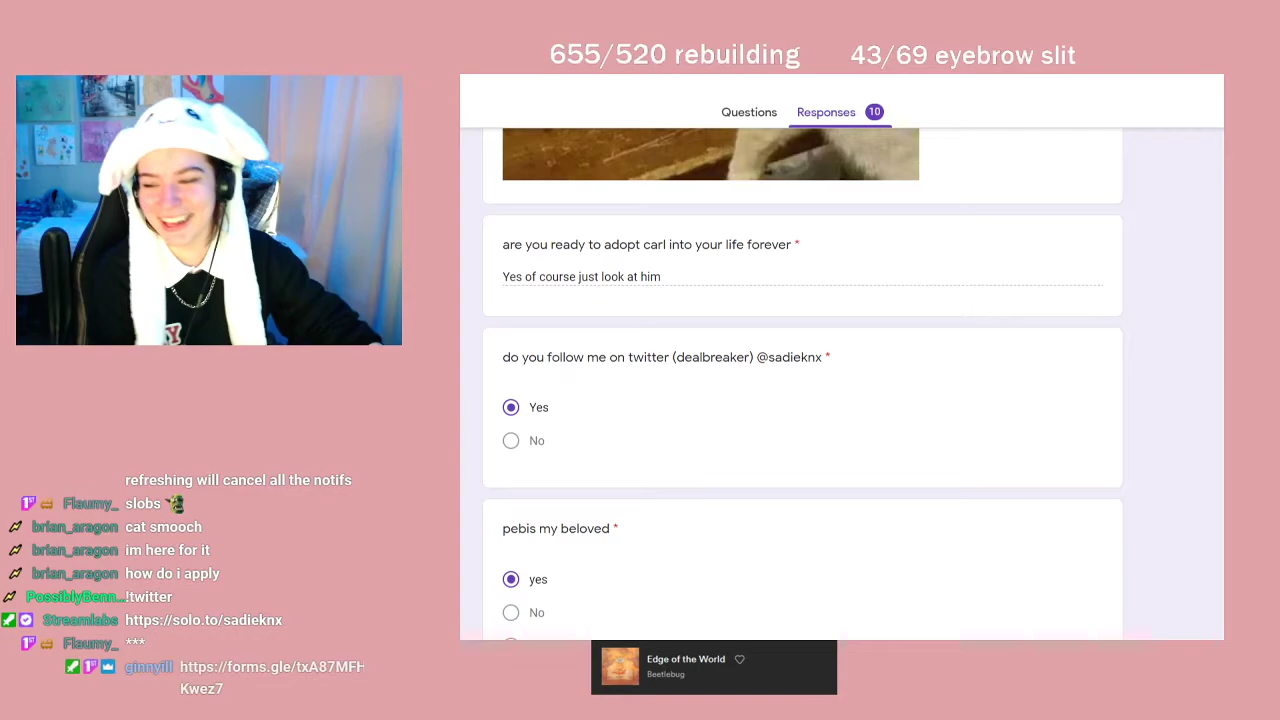 655/520 rebuilding
43/69 eyebrow slit
Questions
Responses 10
are you ready to adopt carl into your life forever *
Yes of course just look at him
do you follow me on twitter (dealbreaker) @sadieknx *
Yes
No
pebis my beloved *
yes
No
refreshing will cancel all the notifs
Flaumy_ slobs
brian_aragon cat smooch
brian_aragon im here for it
brian_aragon how do i apply
PossiblyBenn... !twitter
Streamlabs https://solo.to/sadieknx
Flaumy_ ***
ginnyill https://forms.gle/txA87MFH
Kwez7
Edge of the World
Beetlebug